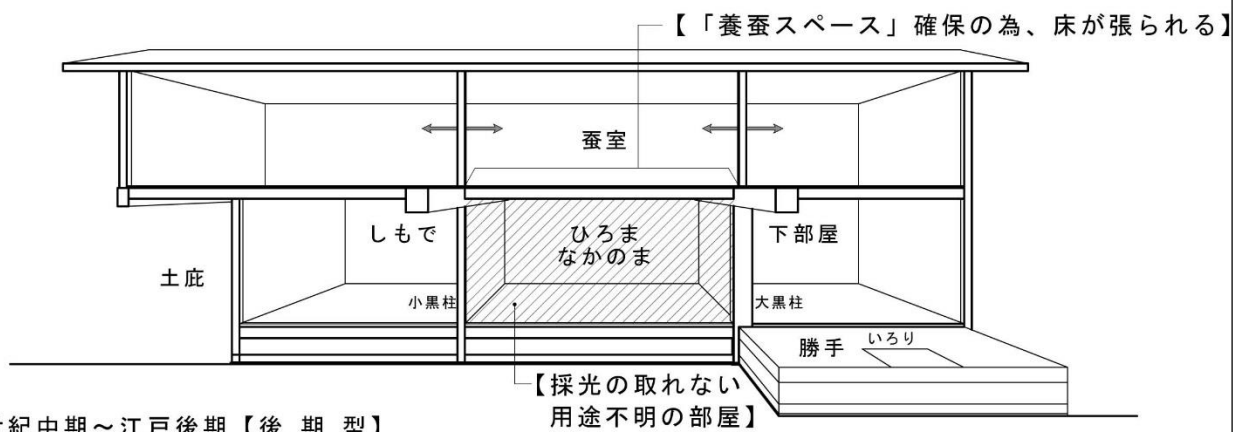 【「養蚕スペース」確保の為、床が張られる】
蚕室
しもで
ひろま
なかのま
下部屋
土庇
小黒柱
大黒柱
勝手
いろり
【採光の取れない
用途不明の部屋】
紀中期～江戸後期【後 期 型】